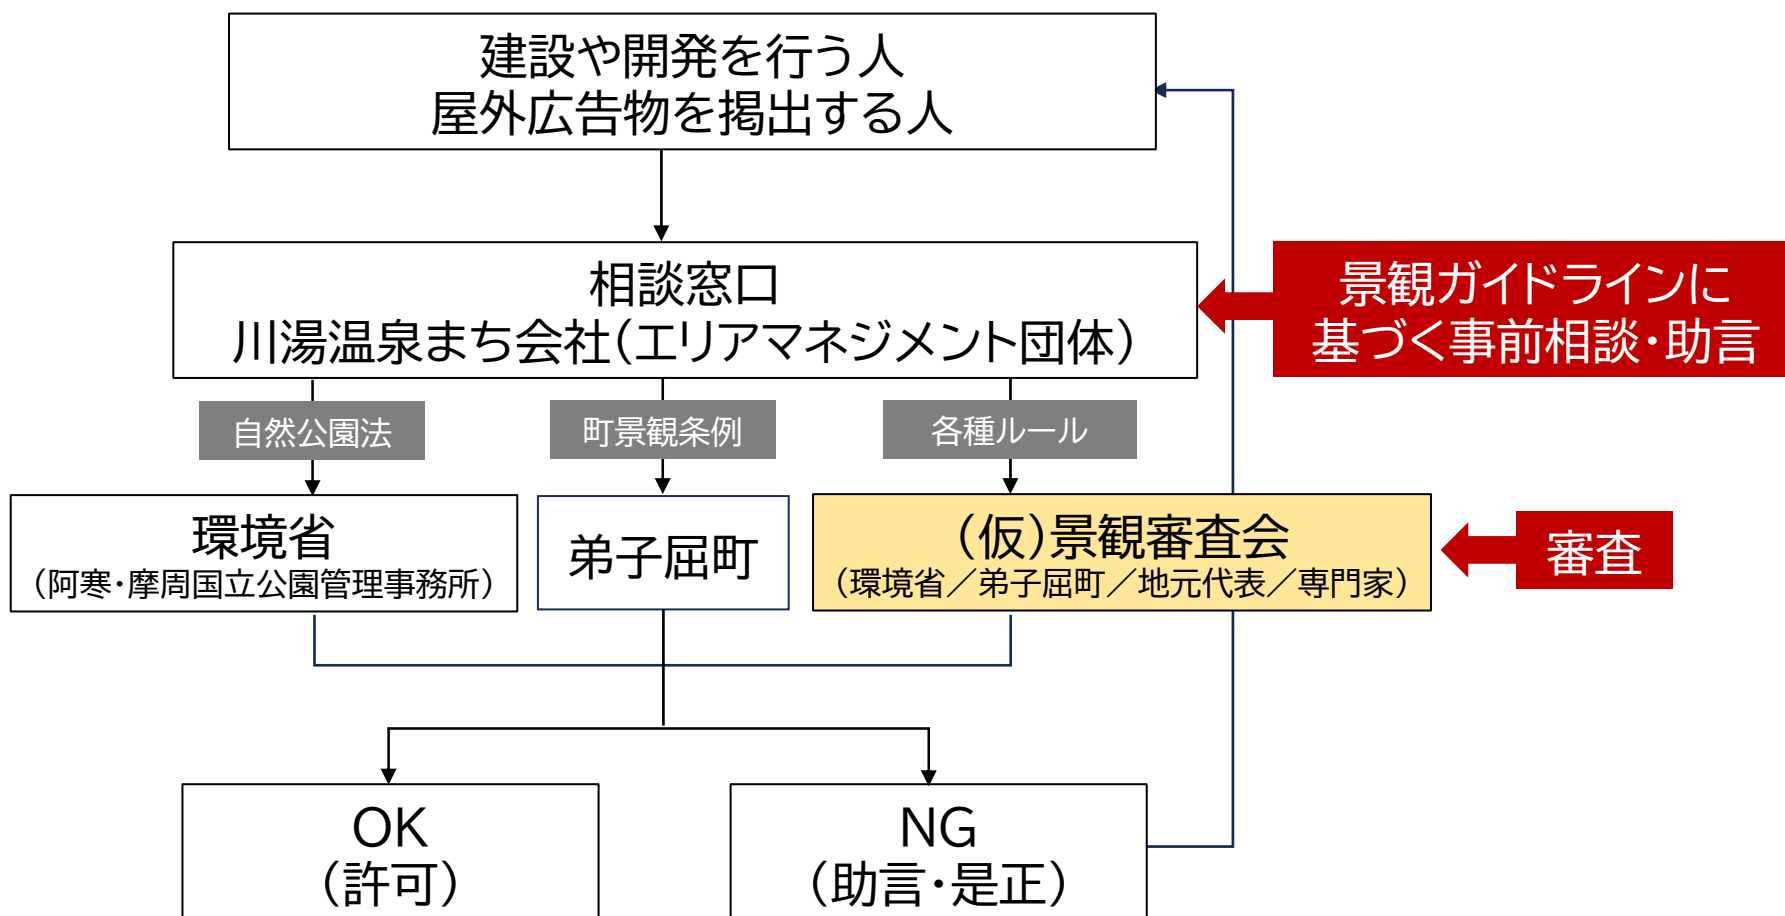 建設や開発を行う人
屋外広告物を掲出する人
相談窓口
川湯温泉まち会社（エリアマネジメント団体）
景観ガイドラインに
基づく事前相談・助言
自然公園法
町景観条例
各種ルール
環境省
（阿寒・摩周国立公園管理事務所）
弟子屈町
（仮）景観審査会
（環境省／弟子屈町／地元代表／専門家）
審査
OK
（許可）
NG
（助言・是正）